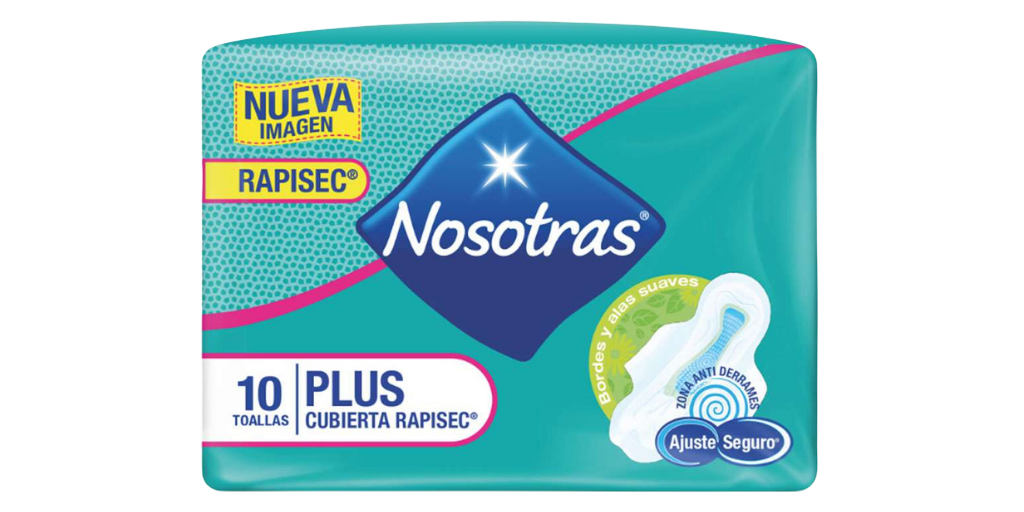 NUEVA
IMAGEN
RAPISEC®
Nosotras®
Bordes y alas suaves
ZONA ANTI DERRAMES
Ajuste Seguro®
10
TOALLAS
PLUS
CUBIERTA RAPISEC®